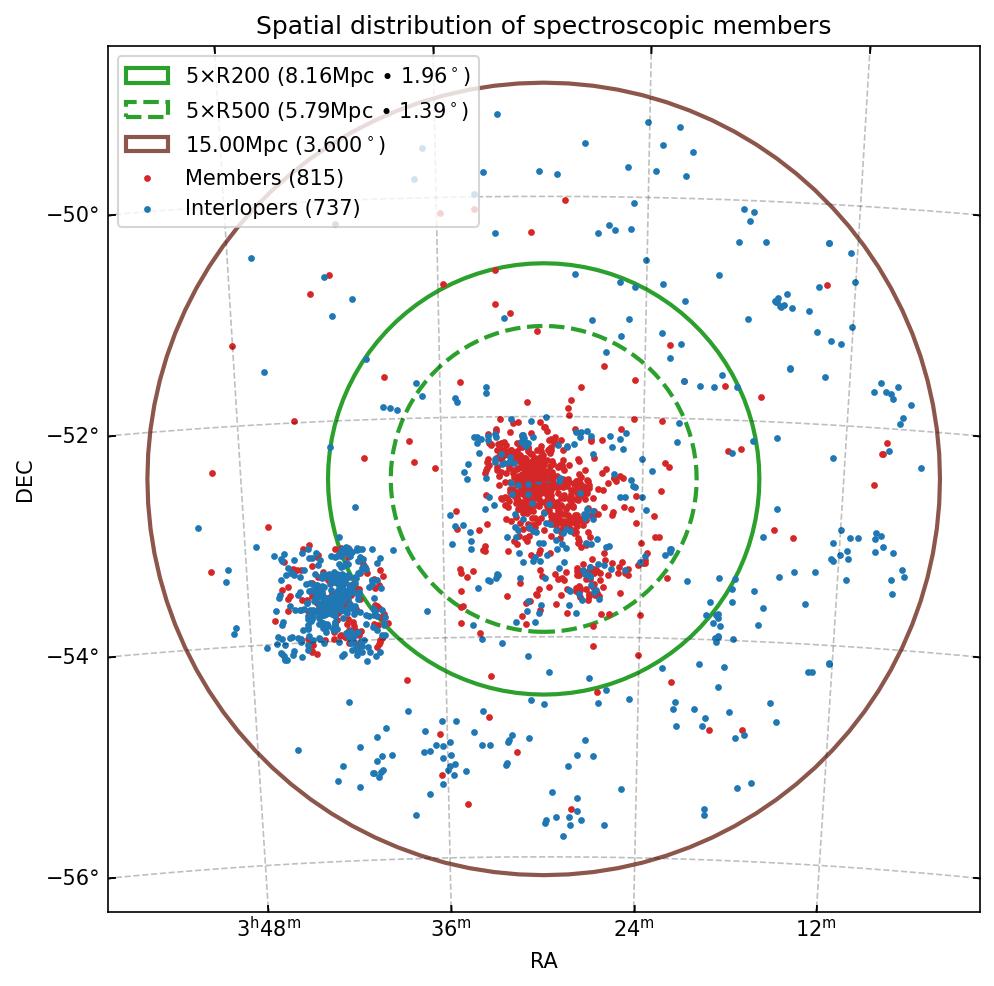 Spatial distribution of spectroscopic members
5×R200 (8.16Mpc • 1.96°)
5×R500 (5.79Mpc • 1.39°)
15.00Mpc (3.600°)
Members (815)
Interlopers (737)
−50°
−52°
DEC
−54°
−56°
3ʰ48ᵐ 36ᵐ 24ᵐ 12ᵐ
RA